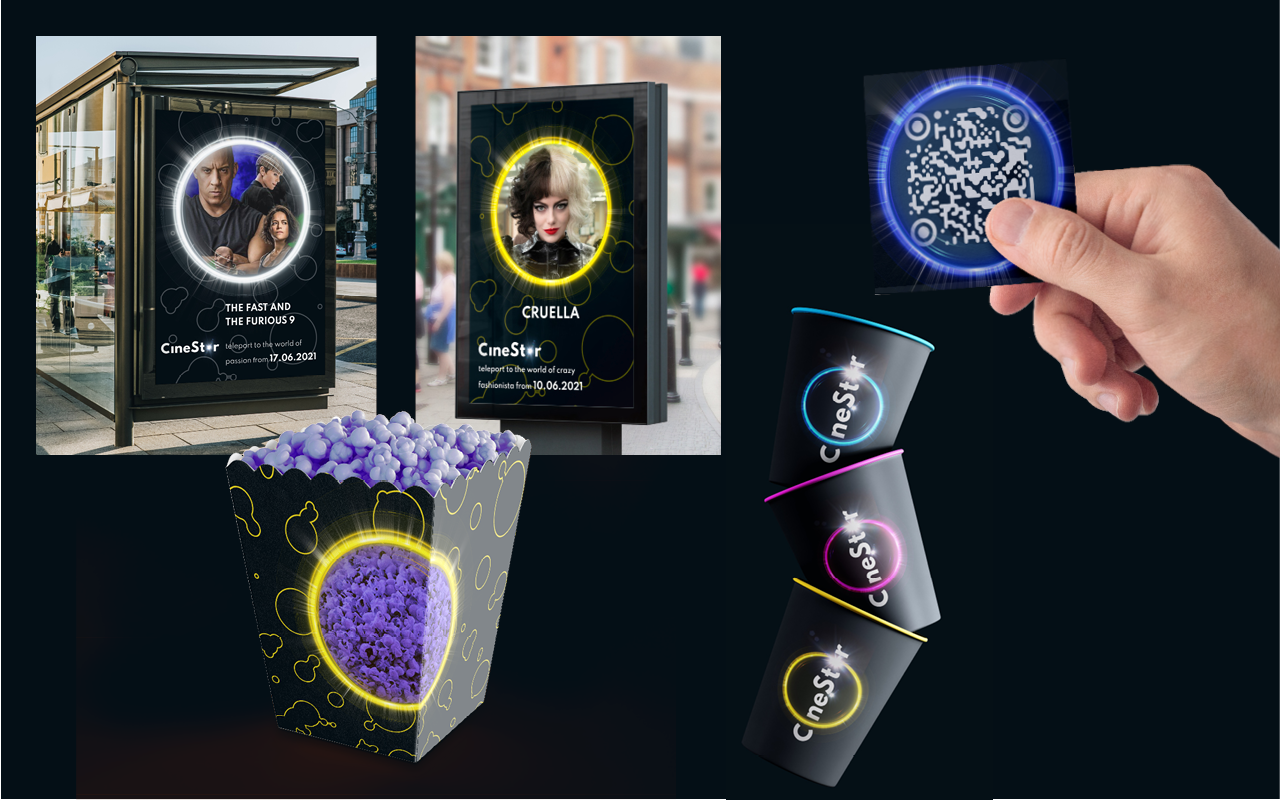 THE FAST AND
THE FURIOUS 9
CineStar
teleport to the world of
passion from 17.06.2021
CRUELLA
CineStar
teleport to the world of crazy
fashionista from 10.06.2021
CineStar
CineStar
CineStar